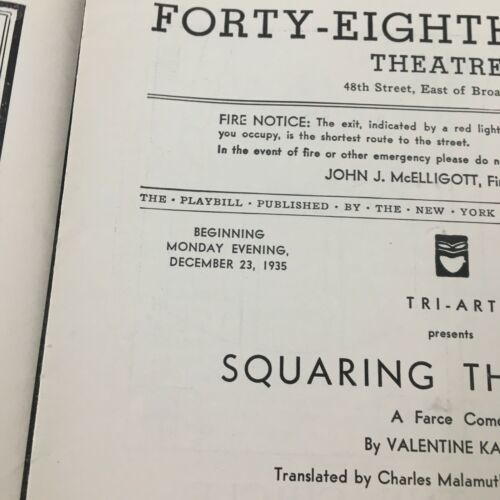 FORTY-EIGHTH
THEATRE
48th Street, East of Broa
FIRE NOTICE: The exit, indicated by a red light
you occupy, is the shortest route to the street.
In the event of fire or other emergency please do n
JOHN J. McELLIGOTT, Fi
THE · PLAYBILL · PUBLISHED · BY · THE · NEW · YORK
BEGINNING
MONDAY EVENING,
DECEMBER 23, 1935
TRI-ART
presents
SQUARING TH
A Farce Come
By VALENTINE KA
Translated by Charles Malamut